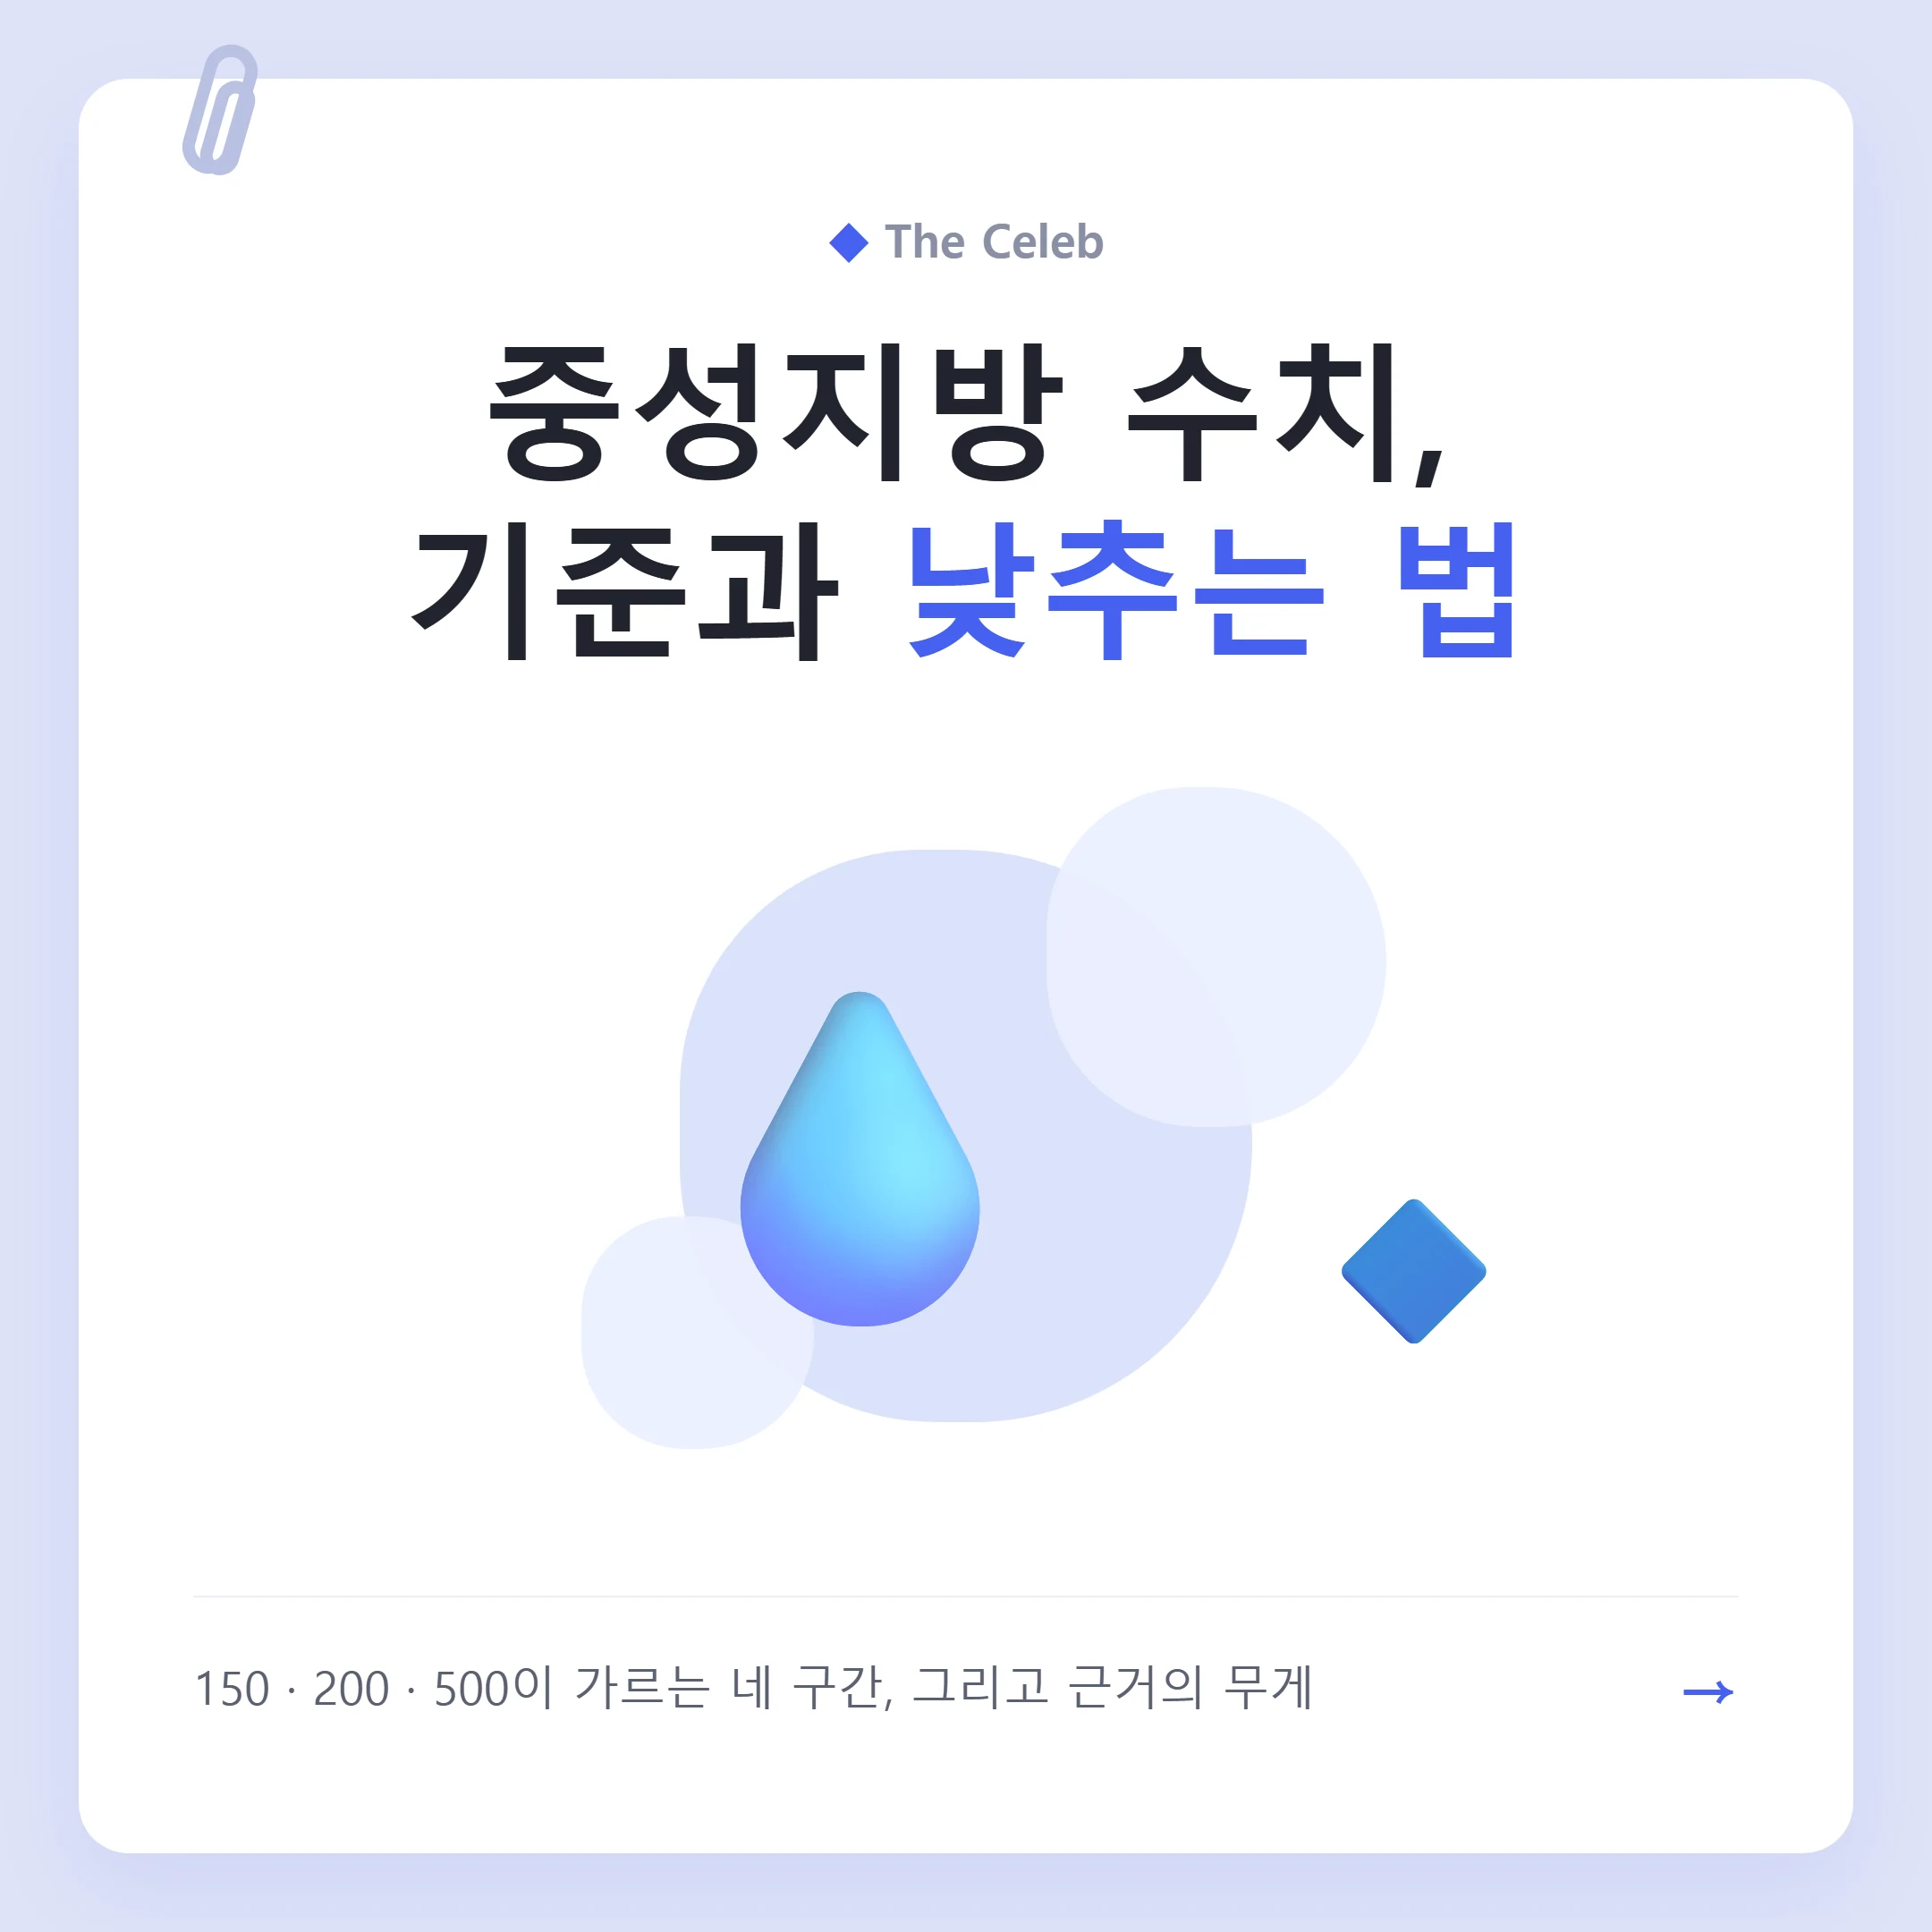 The Celeb
중성지방 수치,
기준과 낮추는 법
150 · 200 · 500이 가르는 네 구간, 그리고 근거의 무게
→